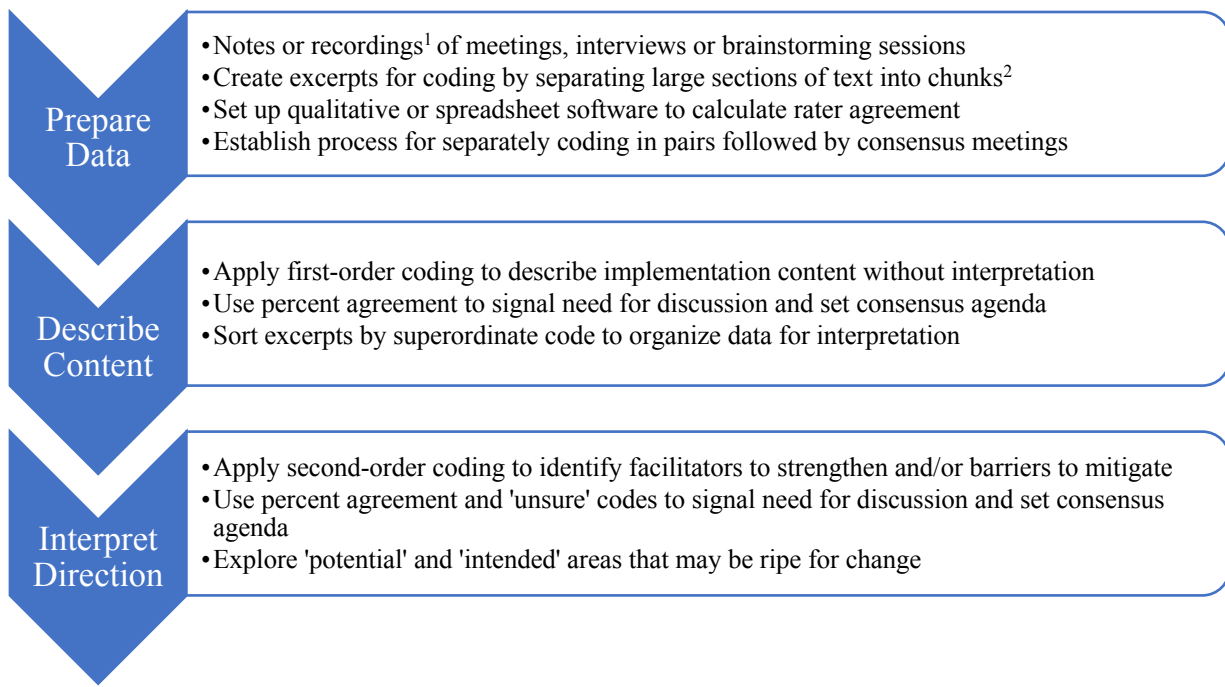 Prepare
Data
•Notes or recordings¹ of meetings, interviews or brainstorming sessions
•Create excerpts for coding by separating large sections of text into chunks²
•Set up qualitative or spreadsheet software to calculate rater agreement
•Establish process for separately coding in pairs followed by consensus meetings
Describe
Content
•Apply first-order coding to describe implementation content without interpretation
•Use percent agreement to signal need for discussion and set consensus agenda
•Sort excerpts by superordinate code to organize data for interpretation
Interpret
Direction
•Apply second-order coding to identify facilitators to strengthen and/or barriers to mitigate
•Use percent agreement and 'unsure' codes to signal need for discussion and set consensus
agenda
•Explore 'potential' and 'intended' areas that may be ripe for change